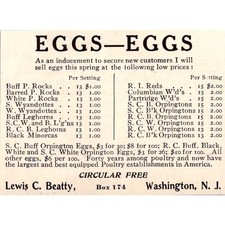 EGGS—EGGS
As an inducement to secure new customers I will
sell eggs this spring at the following low prices:
Per Setting
Buff P. Rocks . 13 $1.00
Barred P. Rocks . 13 1.00
White P. Rocks . 13 1.00
S. Wyandottes . 13 1.00
W. Wyandottes . 13 1.00
Buff Leghorns . 13 1.00
S.C.W. and B. L'g'ns 13 1.00
R. C. B. Leghorns 13 1.00
Black Minorcas . 13 1.00
Per Setting
R. I. Reds . . 15 $2.00
Columbian W'd's . 15 2.00
Partridge W'd's . 15 2.00
S. C. B. Orpingtons 15 2.00
S. C. B. Orpingtons 15 2.00
S. C. W. Orpingtons 15 2.00
R. C. B. Orpingtons 15 2.00
R. C. B. Orpingtons 15 2.00
R. C. W. Orpingtons 15 2.00
S. C. Buff Orpington Eggs, $3 for 30; $8 for 100; R. C. Buff, Black,
White and S. C. White Orpington Eggs, $5 for 40; $10 for 100. All
other eggs, $6 per 100. Forty years among poultry and now have
the largest and best equipped Poultry establishments in America.
CIRCULAR FREE
Lewis C. Beatty, Box 174 Washington, N. J.